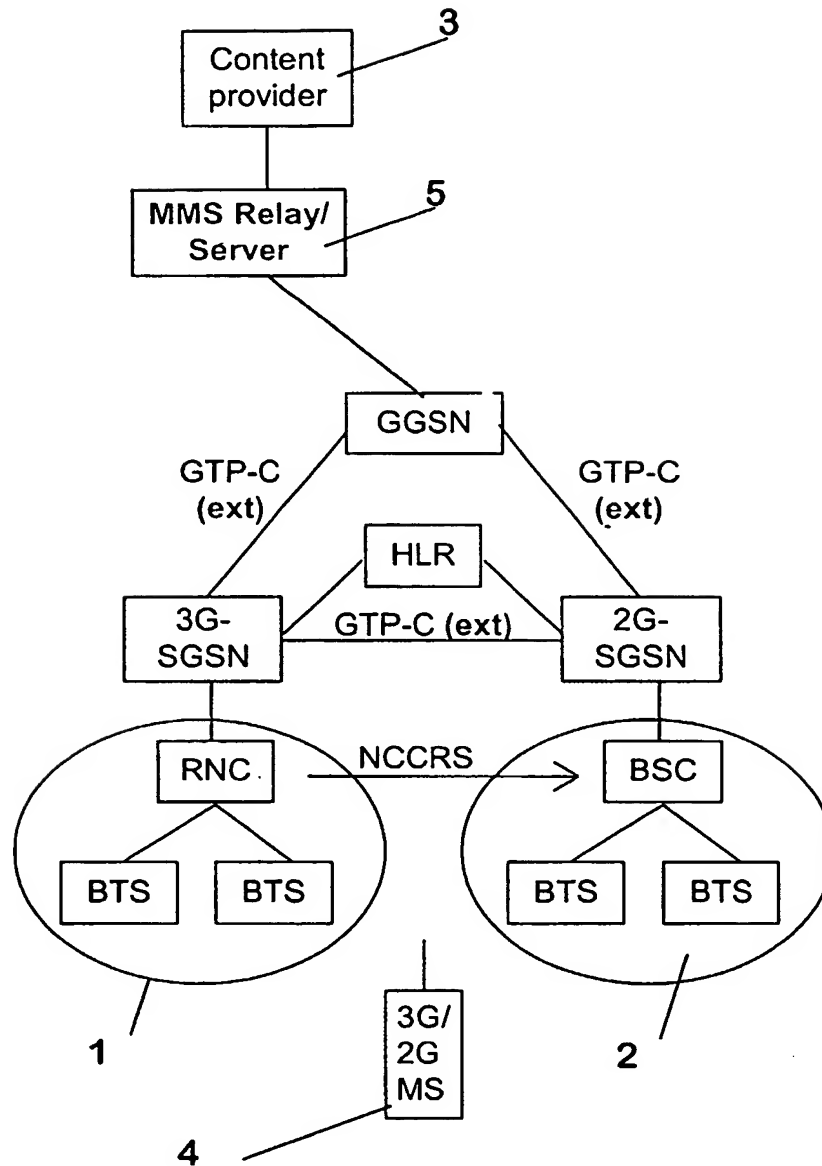 3
Content
provider
5
MMS Relay/
Server
GGSN
GTP-C
(ext)
GTP-C
(ext)
HLR
3G-
SGSN
GTP-C (ext)
2G-
SGSN
RNC
NCCRS
BSC
BTS
BTS
BTS
BTS
1
3G/
2G
MS
2
4